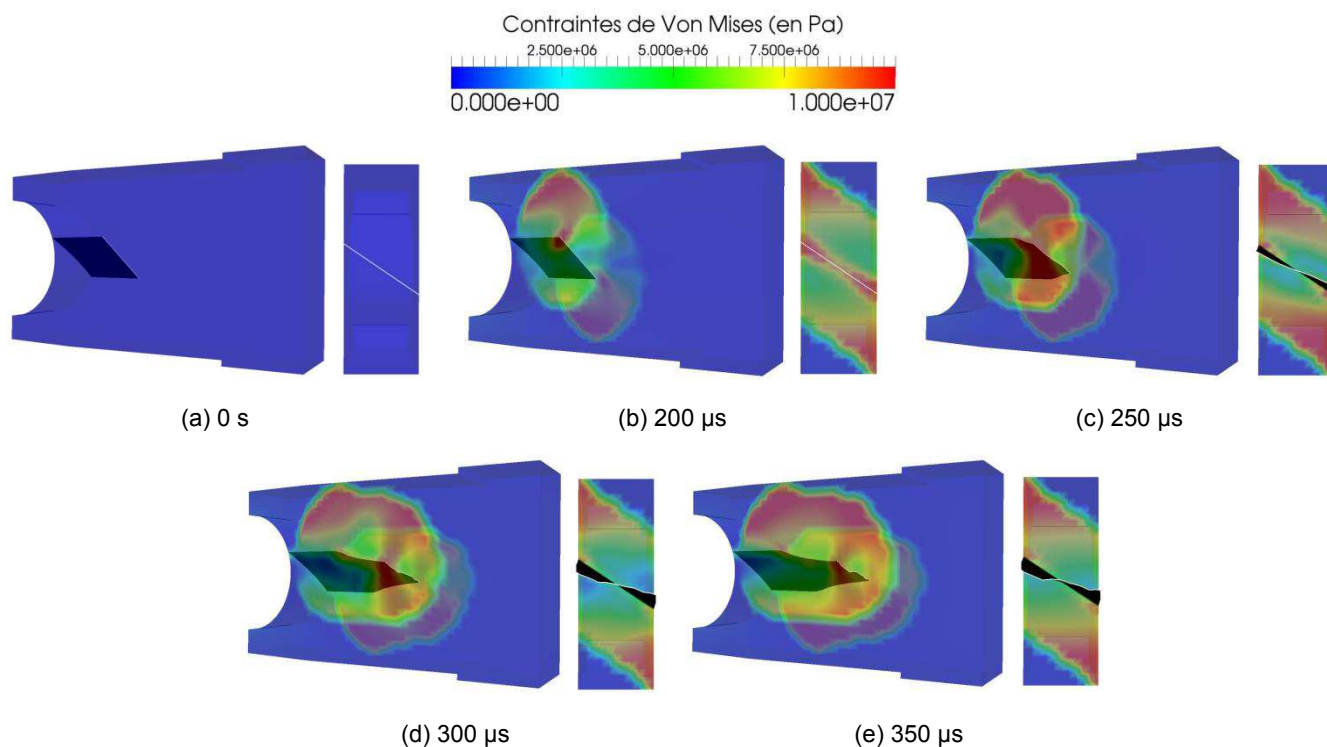 Contraintes de Von Mises (en Pa)
2.500e+06 5.000e+06 7.500e+06
0.000e+00 1.000e+07
(a) 0 s (b) 200 µs (c) 250 µs
(d) 300 µs (e) 350 µs